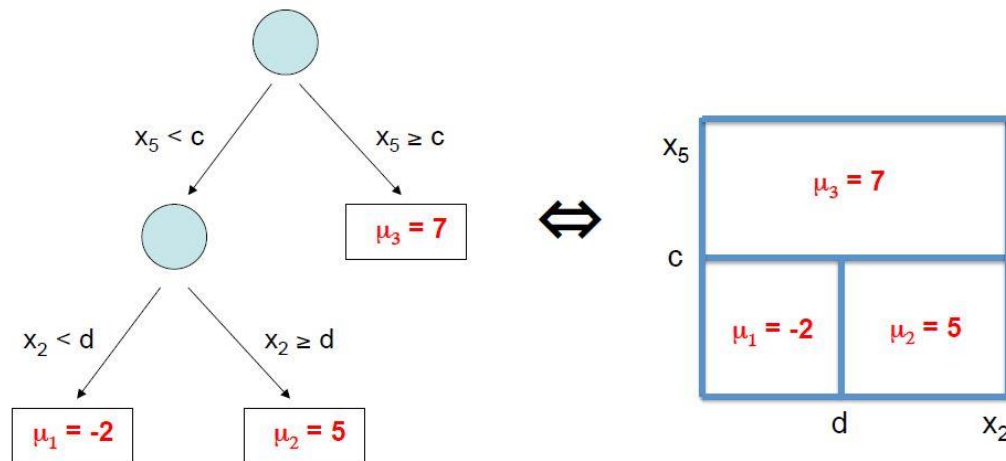 x₅ < c
x₅ ≥ c
μ₃ = 7
x₂ < d
x₂ ≥ d
μ₁ = -2
μ₂ = 5
x₅
μ₃ = 7
c
μ₁ = -2
μ₂ = 5
d
x₂